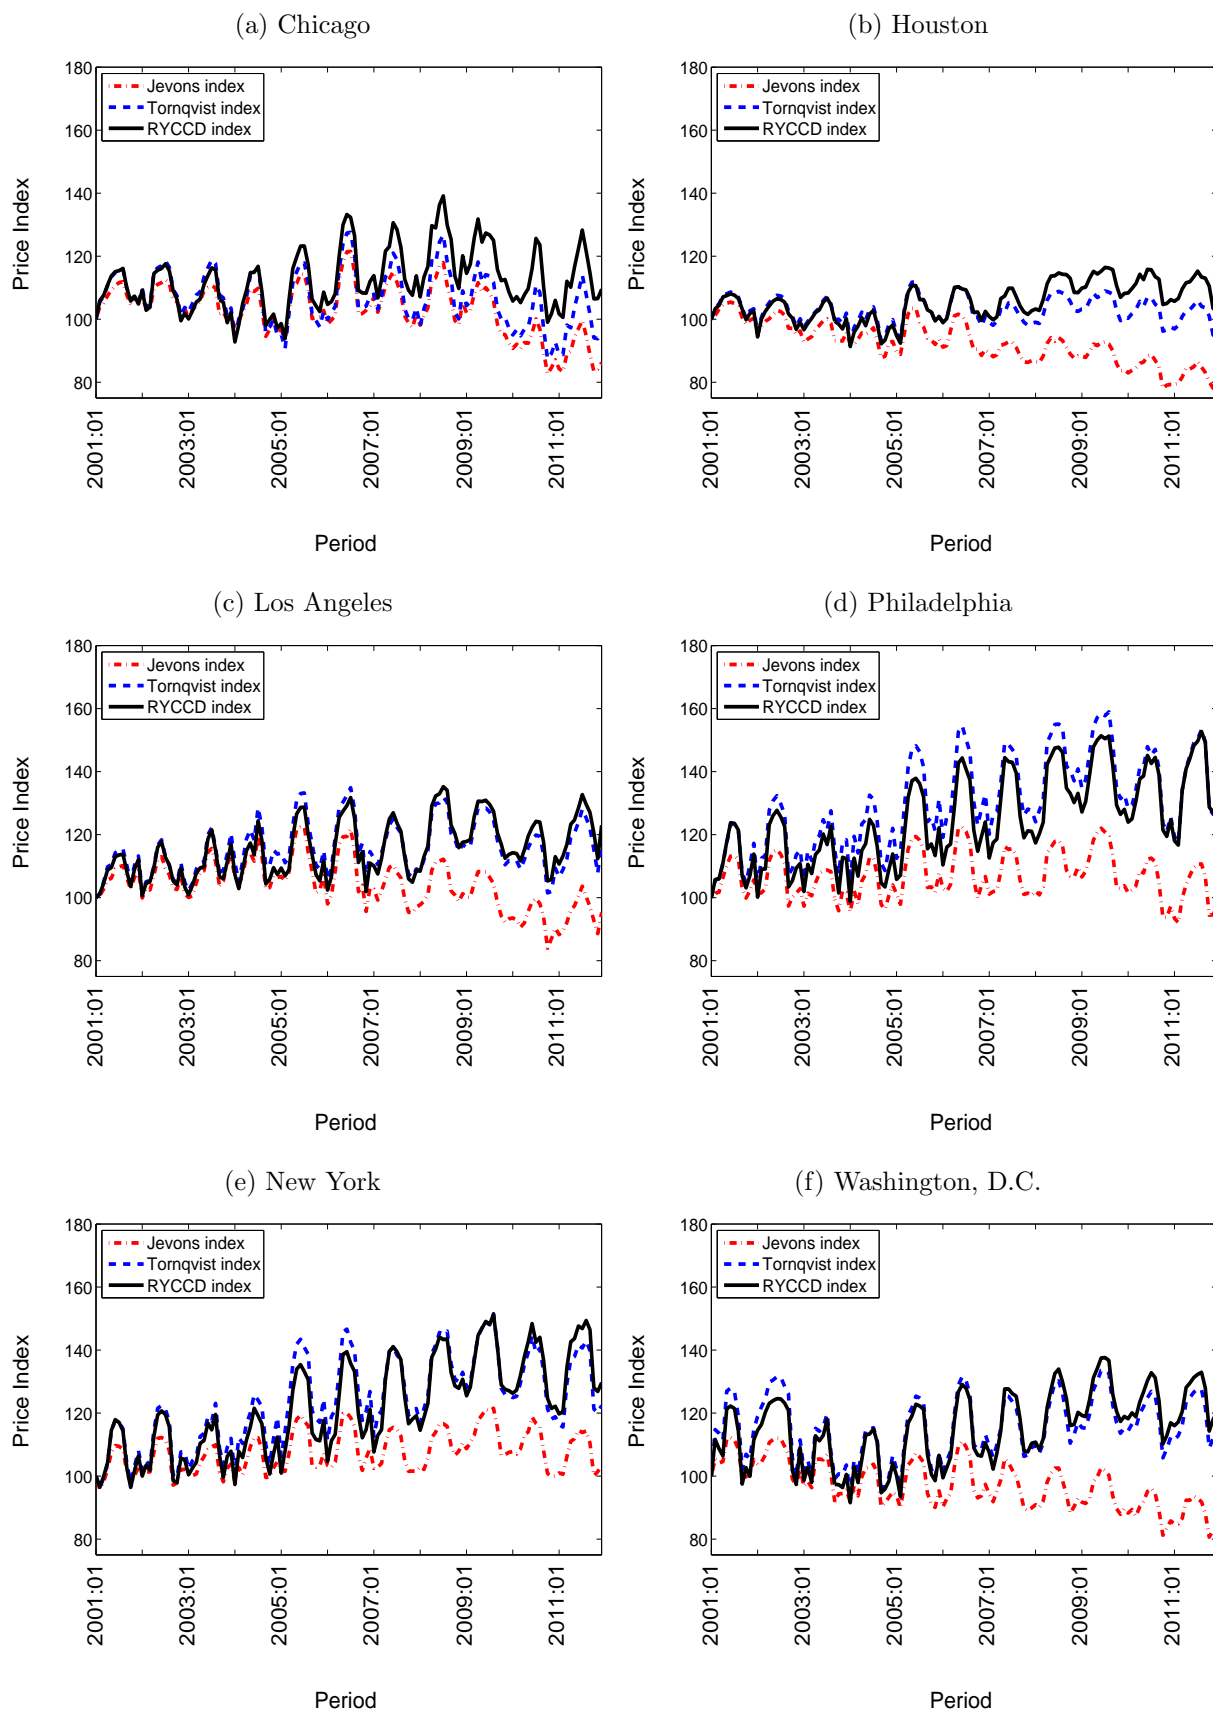 (a) Chicago
180
160
140
120
100
80
Price Index
Jevons index
Tornqvist index
RYCCD index
2001:01
2003:01
2005:01
2007:01
2009:01
2011:01
Period
(b) Houston
180
160
140
120
100
80
Price Index
Jevons index
Tornqvist index
RYCCD index
2001:01
2003:01
2005:01
2007:01
2009:01
2011:01
Period
(c) Los Angeles
180
160
140
120
100
80
Price Index
Jevons index
Tornqvist index
RYCCD index
2001:01
2003:01
2005:01
2007:01
2009:01
2011:01
Period
(d) Philadelphia
180
160
140
120
100
80
Price Index
Jevons index
Tornqvist index
RYCCD index
2001:01
2003:01
2005:01
2007:01
2009:01
2011:01
Period
(e) New York
180
160
140
120
100
80
Price Index
Jevons index
Tornqvist index
RYCCD index
2001:01
2003:01
2005:01
2007:01
2009:01
2011:01
Period
(f) Washington, D.C.
180
160
140
120
100
80
Price Index
Jevons index
Tornqvist index
RYCCD index
2001:01
2003:01
2005:01
2007:01
2009:01
2011:01
Period